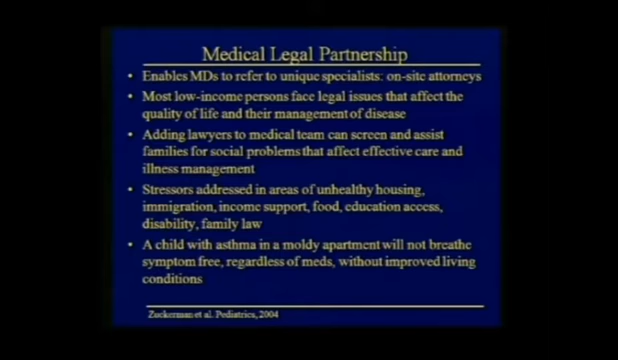 Medical Legal Partnership
• Enables MDs to refer to unique specialists: on-site attorneys
• Most low-income persons face legal issues that affect the
quality of life and their management of disease
• Adding lawyers to medical team can screen and assist
families for social problems that affect effective care and
illness management
• Stressors addressed in areas of unhealthy housing,
immigration, income support, food, education access,
disability, family law
• A child with asthma in a moldy apartment will not breathe
symptom free, regardless of meds, without improved living
conditions
Zuckerman et al. Pediatrics, 2004